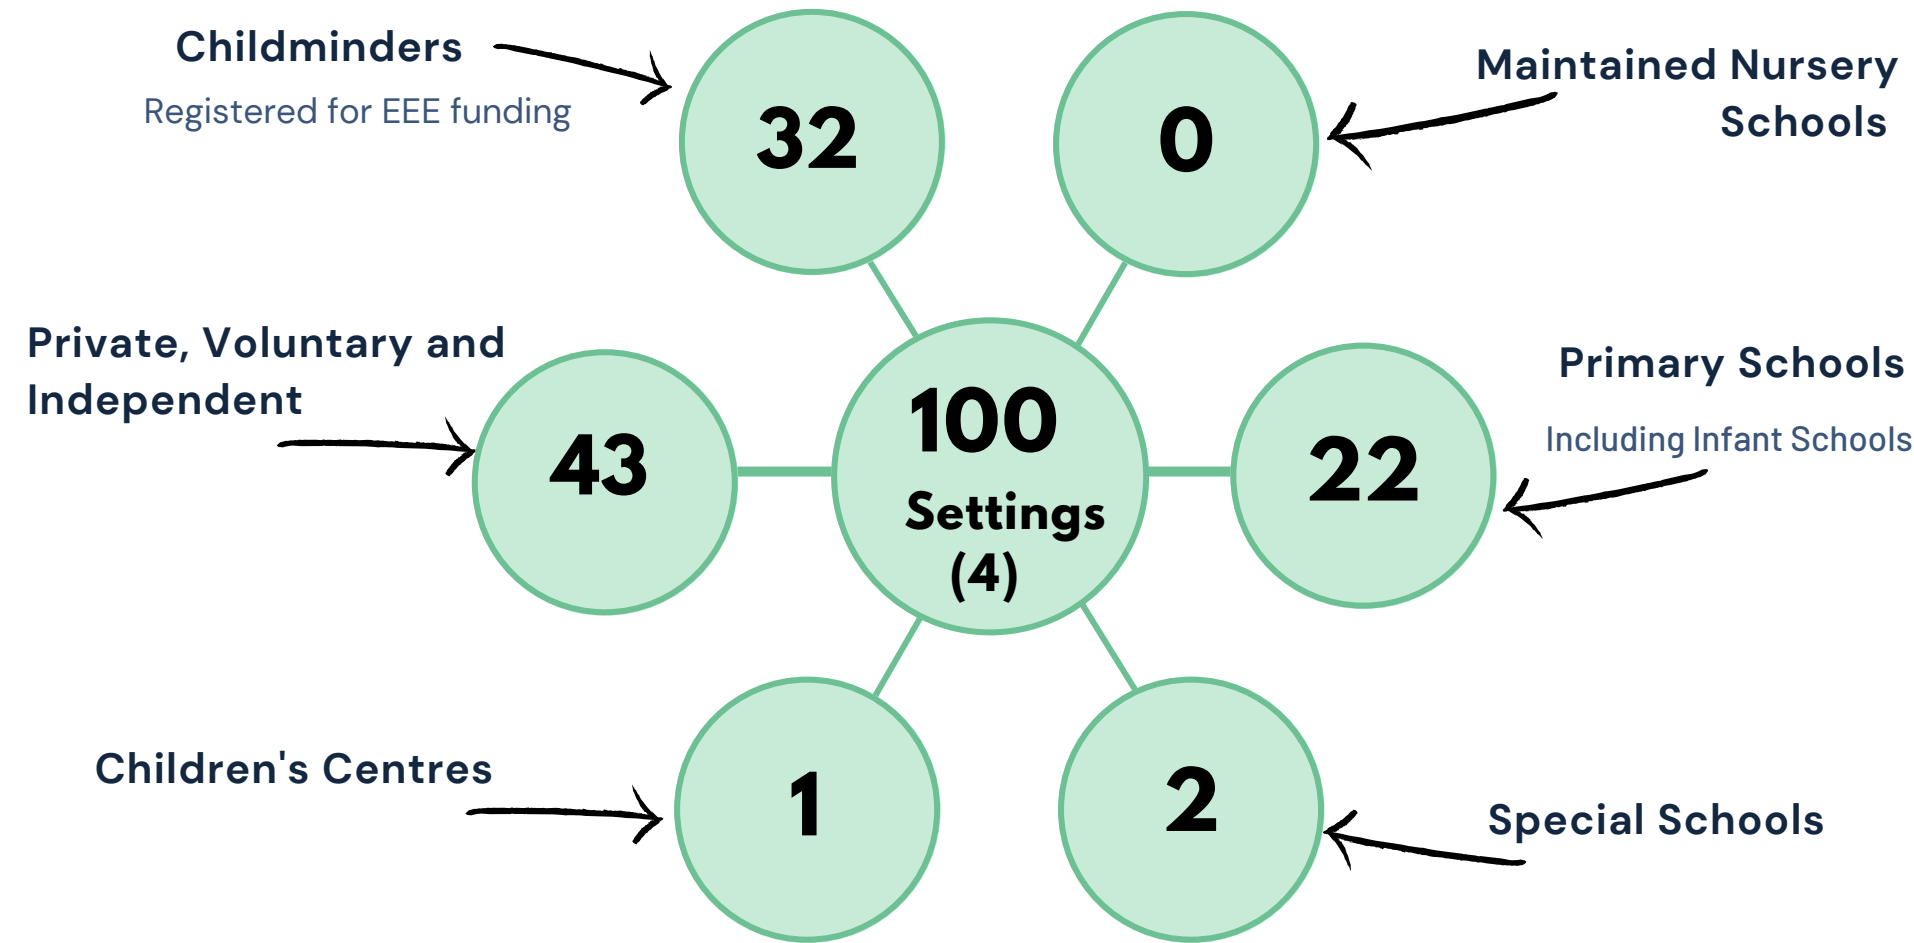 Childminders
Registered for EEE funding
32
0
Maintained Nursery
Schools
Private, Voluntary and
Independent
43
100
Settings
(4)
22
Primary Schools
Including Infant Schools
Children's Centres
1
2
Special Schools